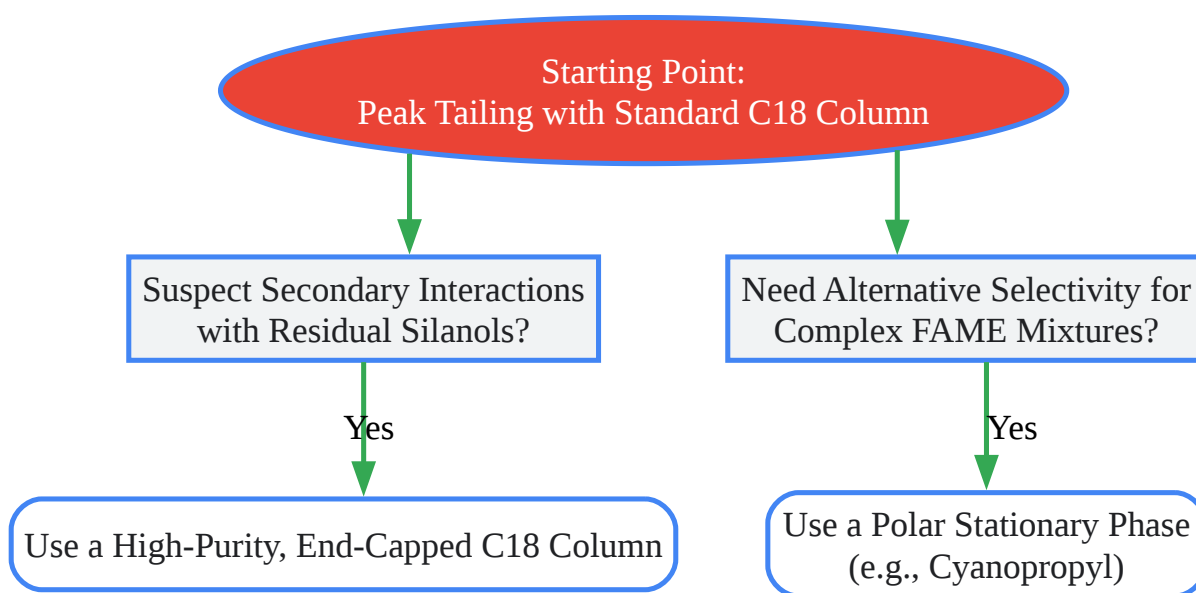 Starting Point:
Peak Tailing with Standard C18 Column
Suspect Secondary Interactions
with Residual Silanols?
Need Alternative Selectivity for
Complex FAME Mixtures?
Yes
Yes
Use a High-Purity, End-Capped C18 Column
Use a Polar Stationary Phase
(e.g., Cyanopropyl)